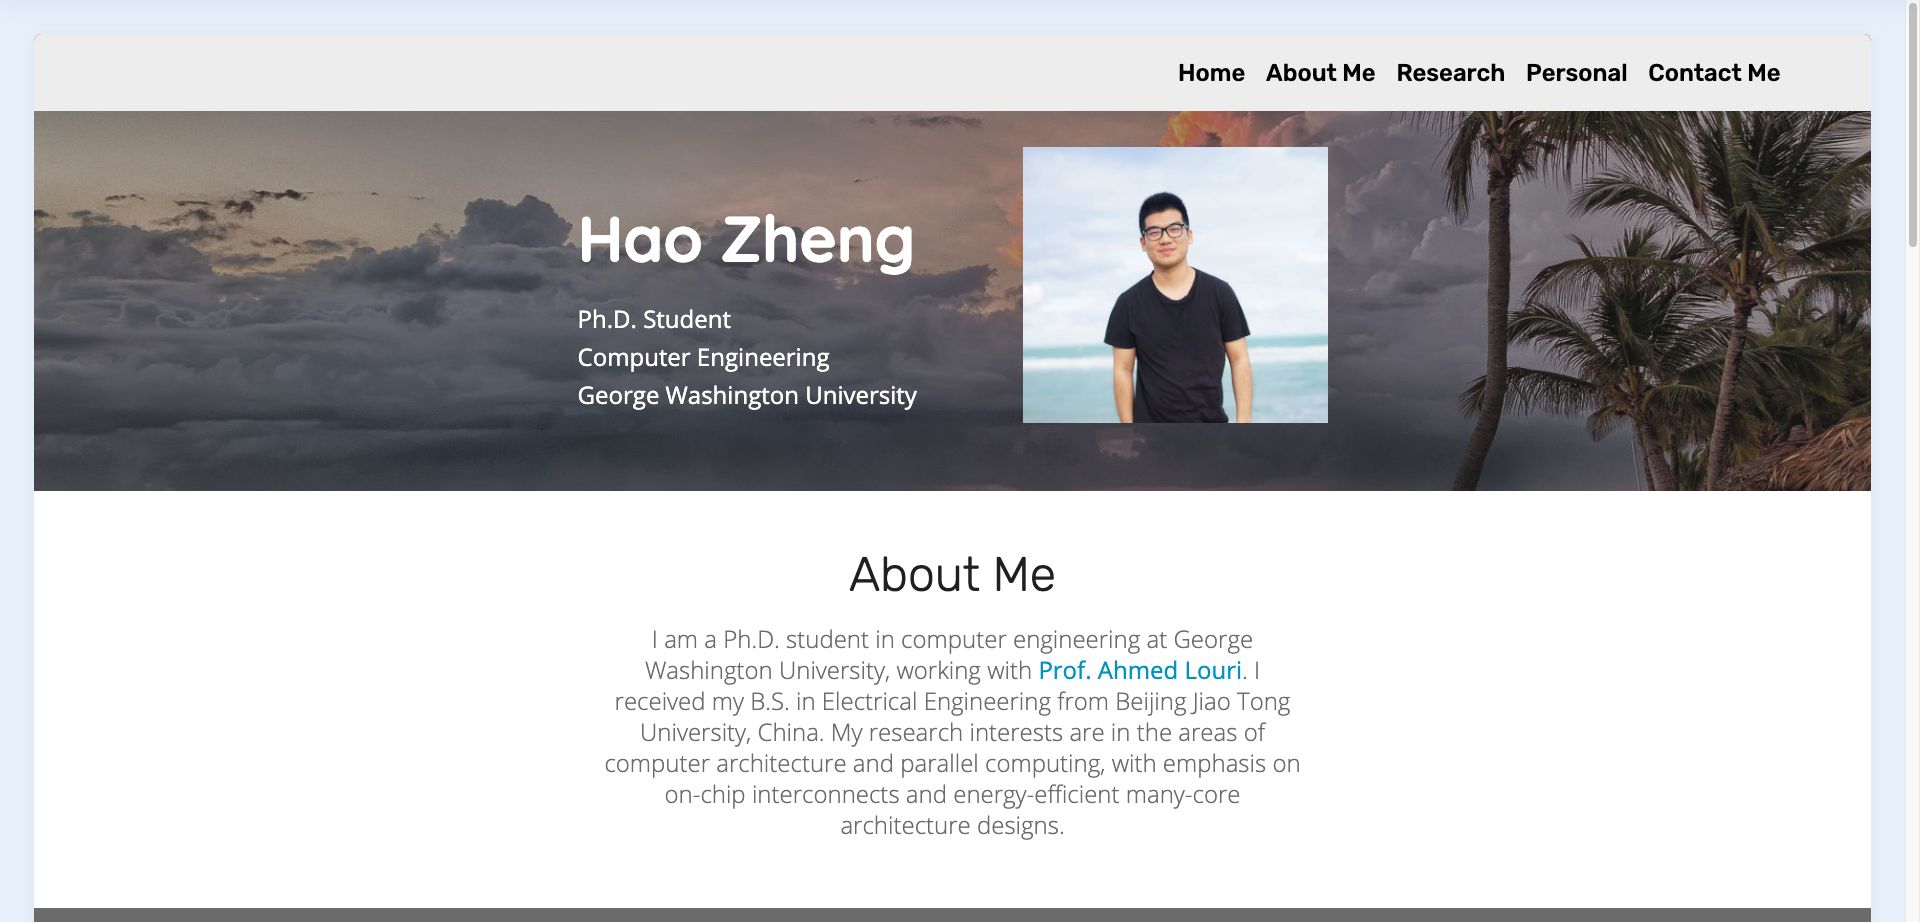 Home About Me Research Personal Contact Me
Hao Zheng
Ph.D. Student
Computer Engineering
George Washington University
About Me
I am a Ph.D. student in computer engineering at George
Washington University, working with Prof. Ahmed Louri. I
received my B.S. in Electrical Engineering from Beijing Jiao Tong
University, China. My research interests are in the areas of
computer architecture and parallel computing, with emphasis on
on-chip interconnects and energy-efficient many-core
architecture designs.